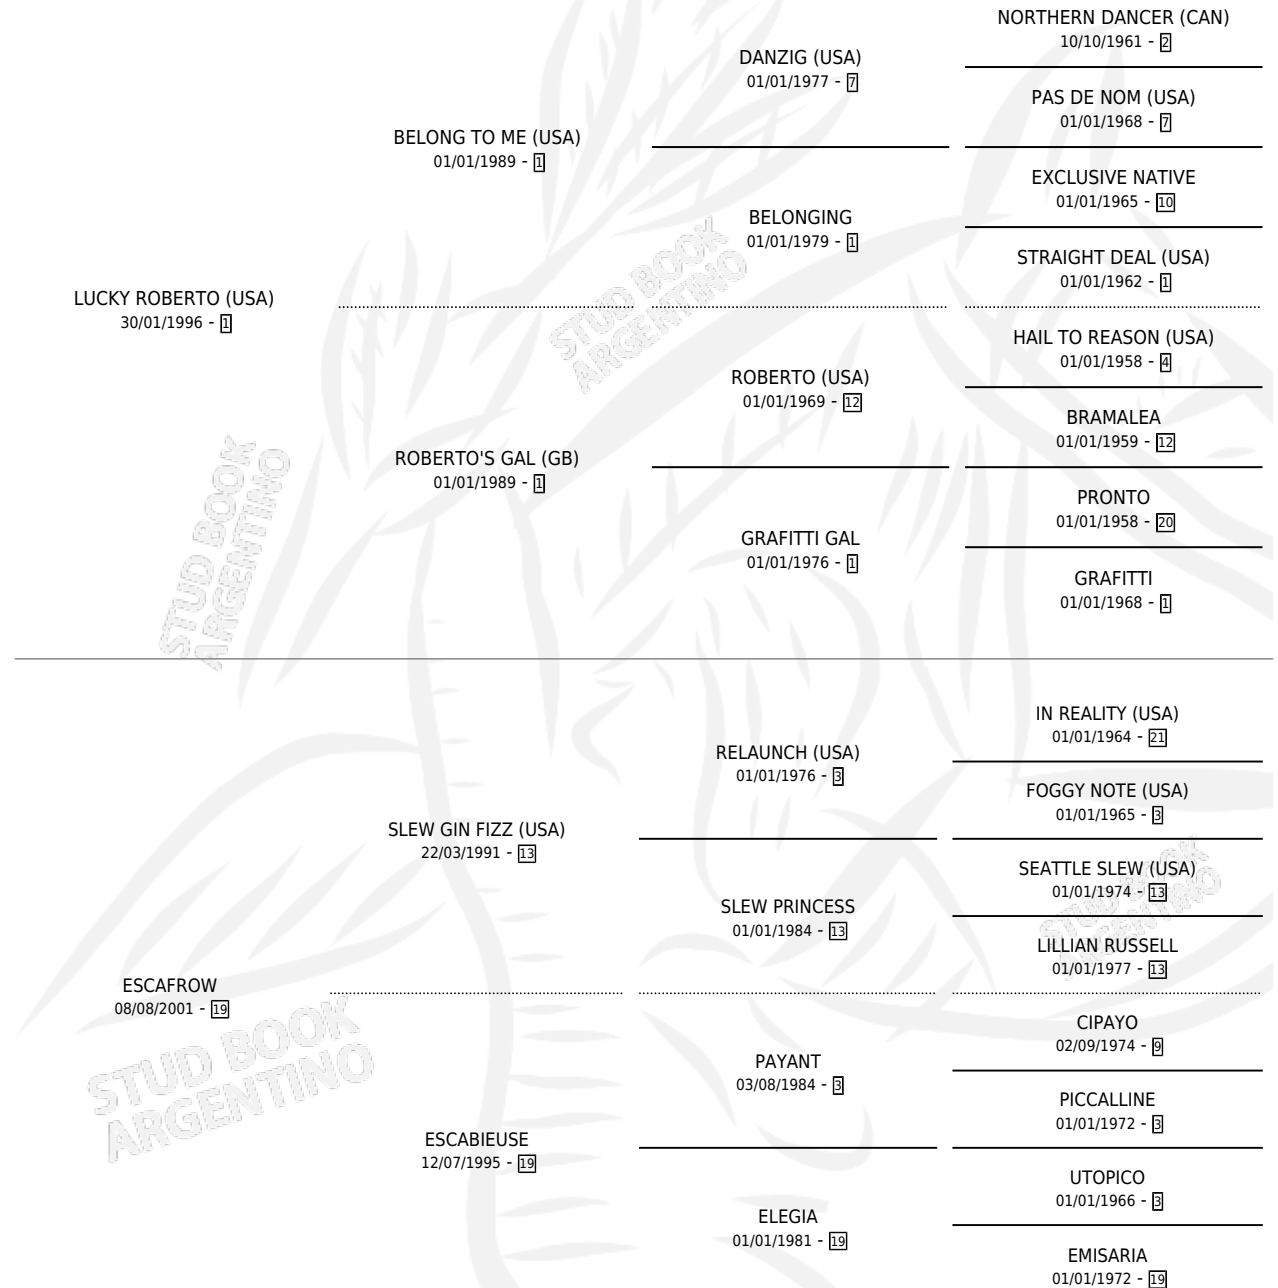 NORTHERN DANCER (CAN)
10/10/1961 - 2
DANZIG (USA)
01/01/1977 - 7
PAS DE NOM (USA)
01/01/1968 - 7
BELONG TO ME (USA)
01/01/1989 - 1
EXCLUSIVE NATIVE
01/01/1965 - 10
BELONGING
01/01/1979 - 1
STRAIGHT DEAL (USA)
01/01/1962 - 1
LUCKY ROBERTO (USA)
30/01/1996 - 1
STUD BOOK
ARGENTINO
HAIL TO REASON (USA)
01/01/1958 - 4
ROBERTO (USA)
01/01/1969 - 12
BRAMALEA
01/01/1959 - 12
ROBERTO'S GAL (GB)
01/01/1989 - 1
PRONTO
01/01/1958 - 20
GRAFITTI GAL
01/01/1976 - 1
GRAFITTI
01/01/1968 - 1
STUD BOOK
ARGENTINO
IN REALITY (USA)
01/01/1964 - 21
RELAUNCH (USA)
01/01/1976 - 3
FOGGY NOTE (USA)
01/01/1965 - 3
SLEW GIN FIZZ (USA)
22/03/1991 - 13
SEATTLE SLEW (USA)
01/01/1974 - 13
SLEW PRINCESS
01/01/1984 - 13
STUD BOOK
ARGENTINO
LILLIAN RUSSELL
01/01/1977 - 13
ESCAFROW
08/08/2001 - 19
STUD BOOK
ARGENTINO
CIPAYO
02/09/1974 - 9
PAYANT
03/08/1984 - 3
PICCALLINE
01/01/1972 - 3
ESCABIEUSE
12/07/1995 - 19
UTOPICO
01/01/1966 - 3
ELEGIA
01/01/1981 - 19
EMISARIA
01/01/1972 - 19